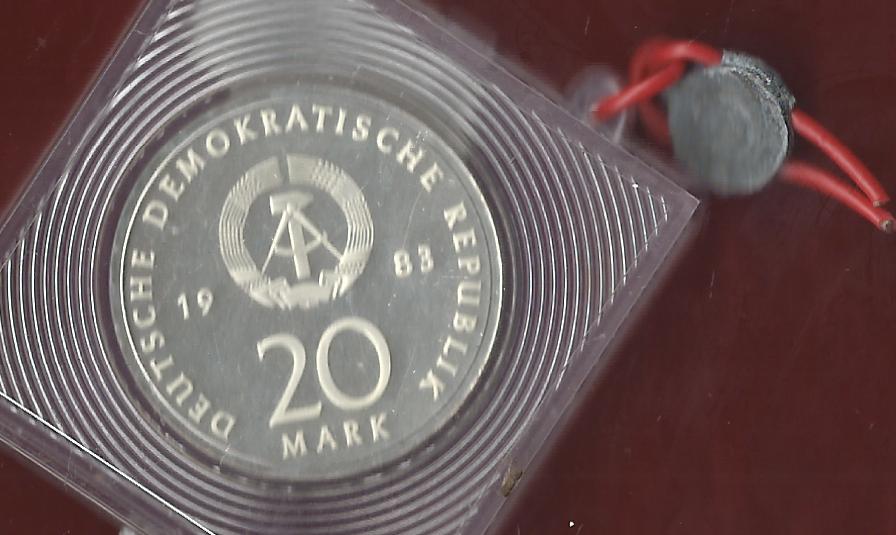 DEUTSCHE DEMOKRATISCHE REPUBLIK
19 83
20
MARK